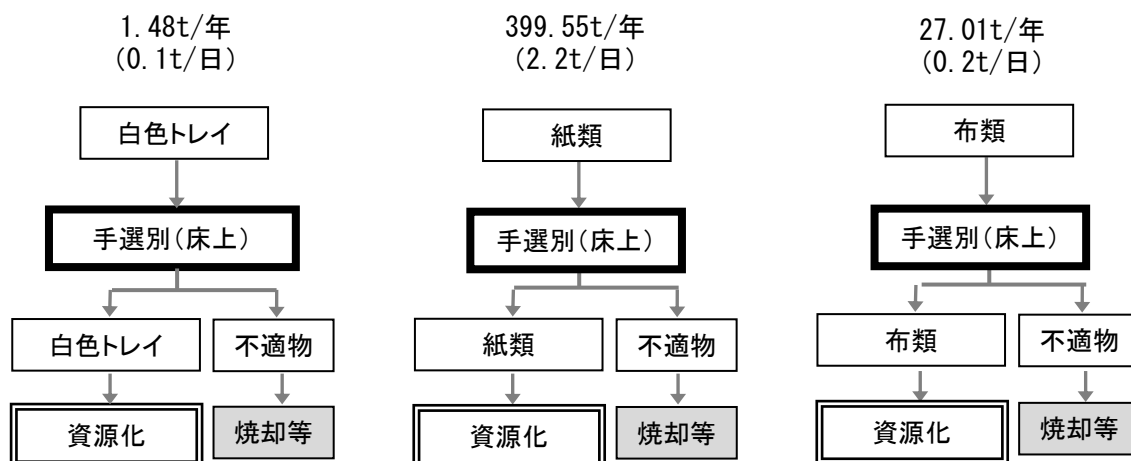 1.48t/年
(0.1t/日)
白色トレイ
手選別(床上)
白色トレイ
不適物
資源化
焼却等
399.55t/年
(2.2t/日)
紙類
手選別(床上)
紙類
不適物
資源化
焼却等
27.01t/年
(0.2t/日)
布類
手選別(床上)
布類
不適物
資源化
焼却等